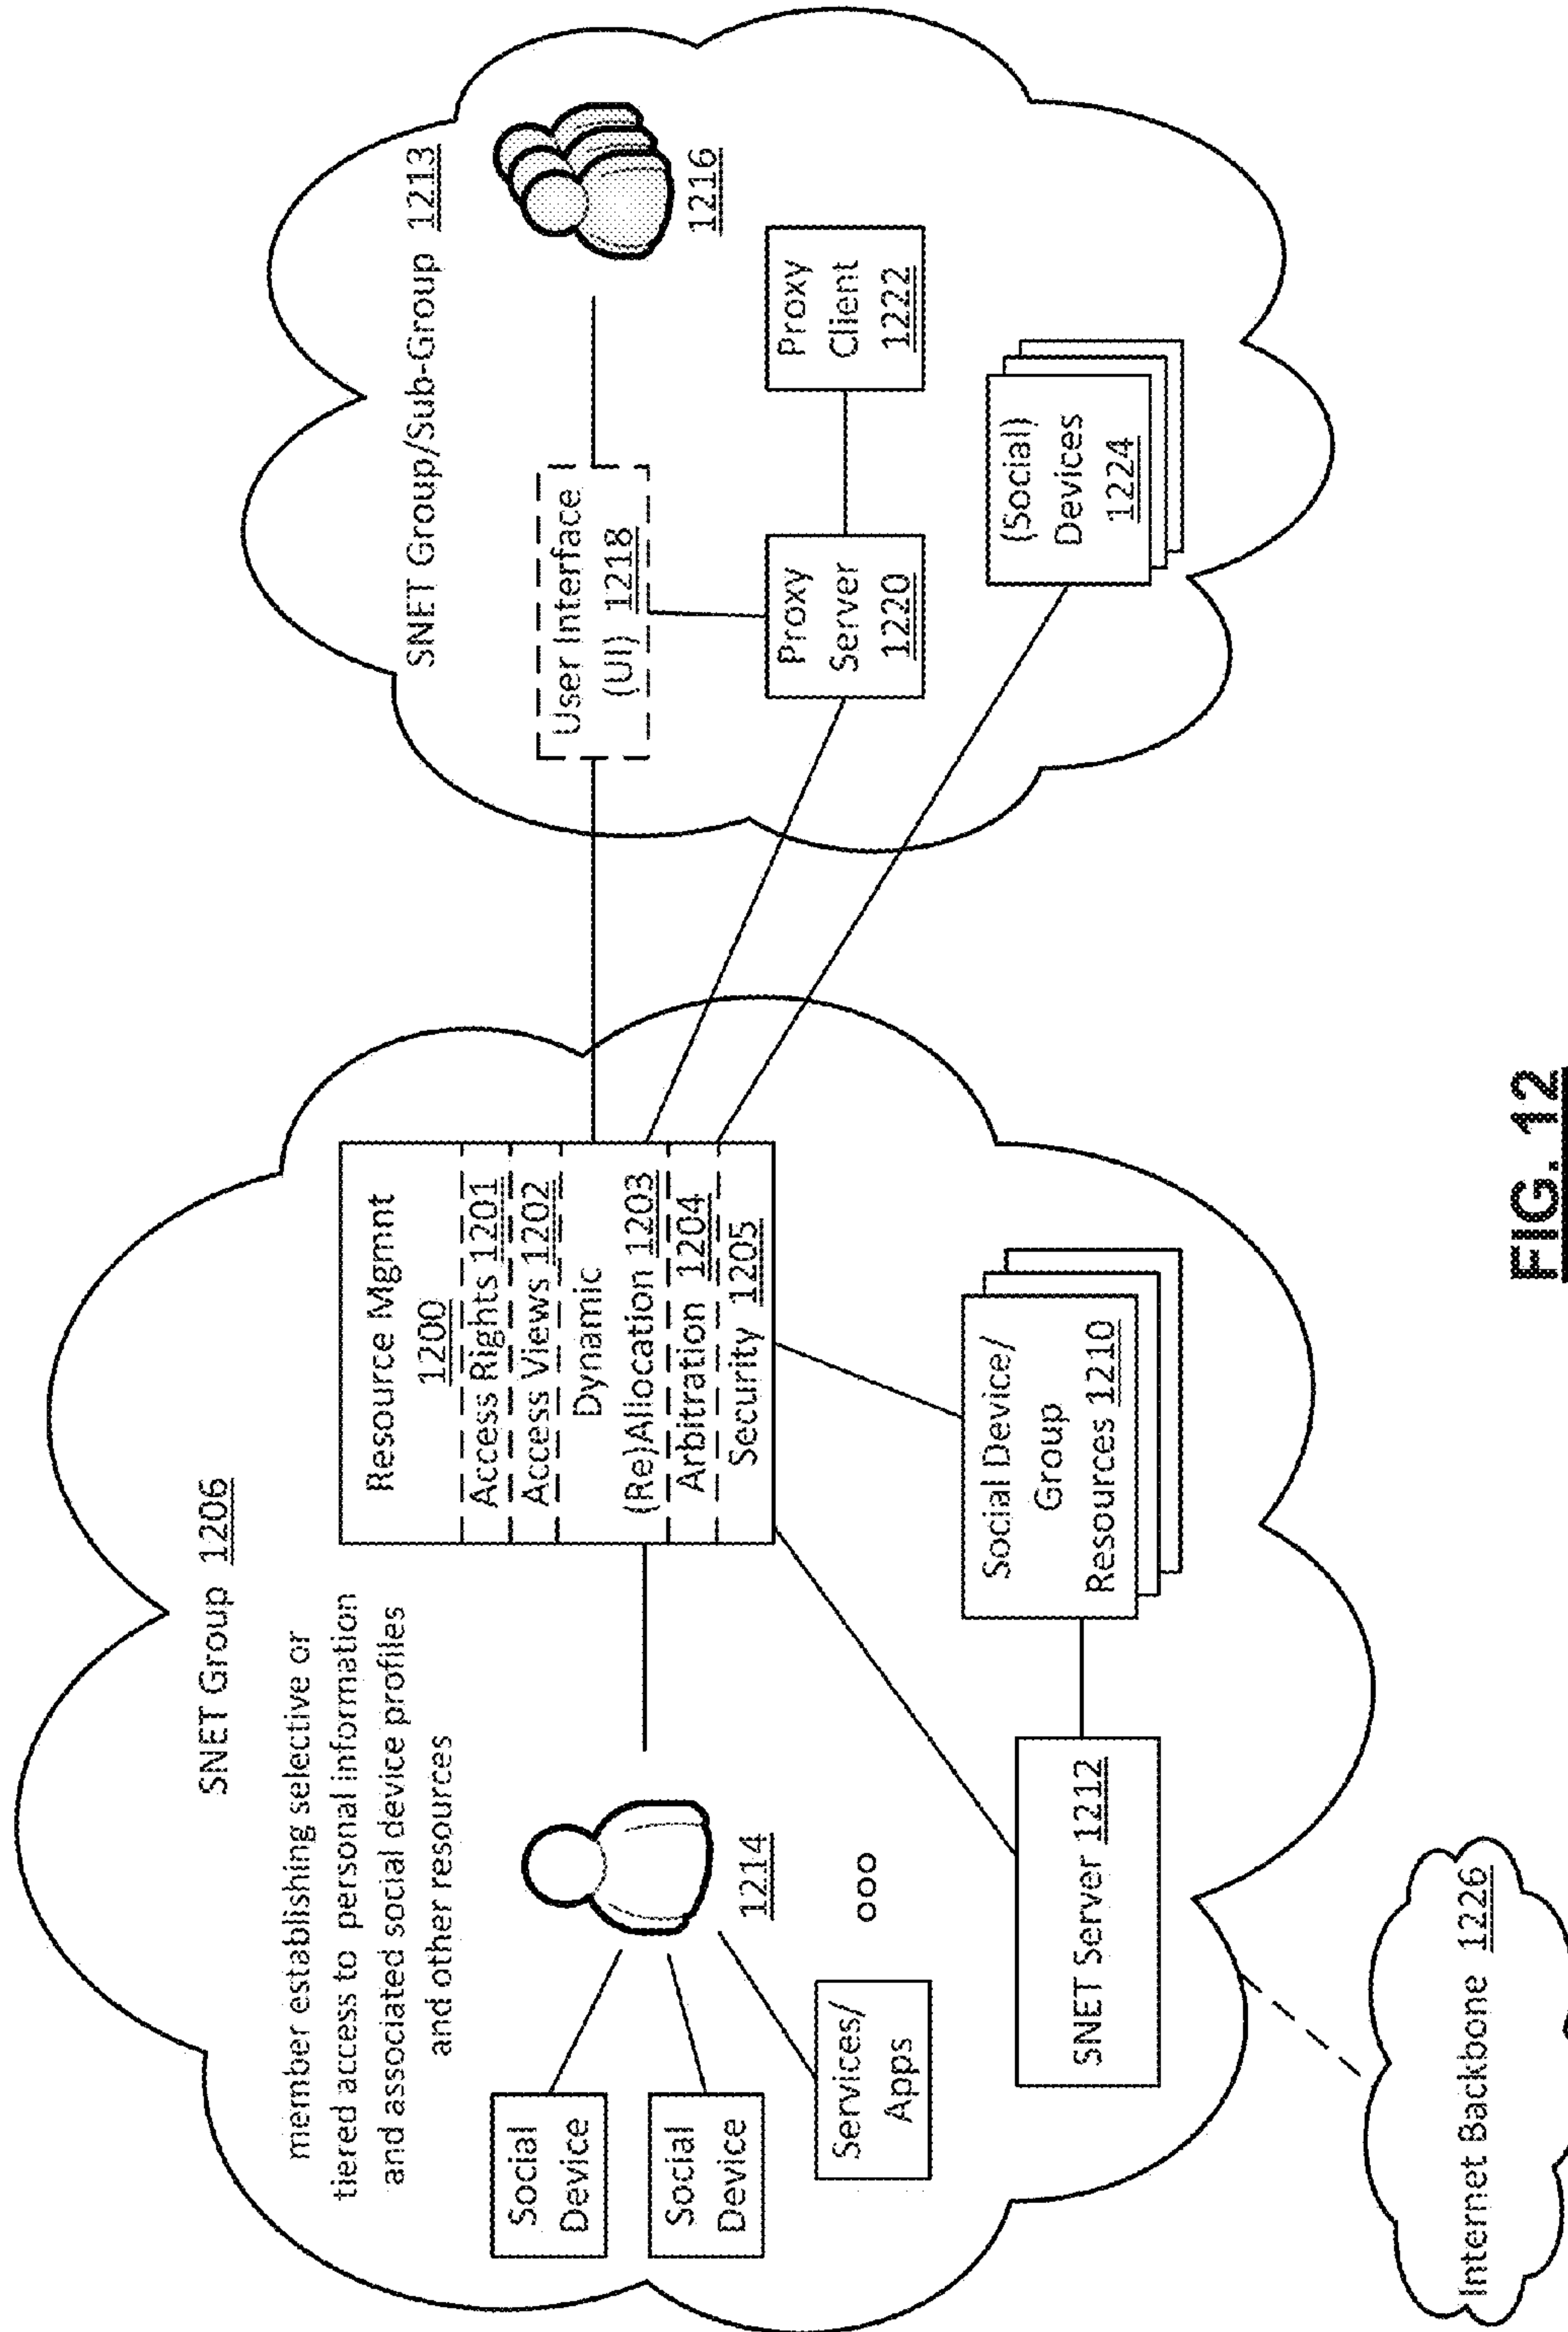 SNET Group 1206
member establishing selective or
tiered access to personal information
and associated social device profiles
and other resources
Social
Device
Social
Device
Services/
Apps
1214
ooo
Resource Mgmnt
1200
Access Rights 1201
Access Views 1202
Dynamic
(Re)Allocation 1203
Arbitration 1204
Security 1205
Social Device/
Group
Resources 1210
SNET Server 1212
Internet Backbone 1226
SNET Group/Sub-Group 1213
User Interface
(UI) 1218
1216
Proxy
Server
1220
Proxy
Client
1222
(Social)
Devices
1224
FIG. 12